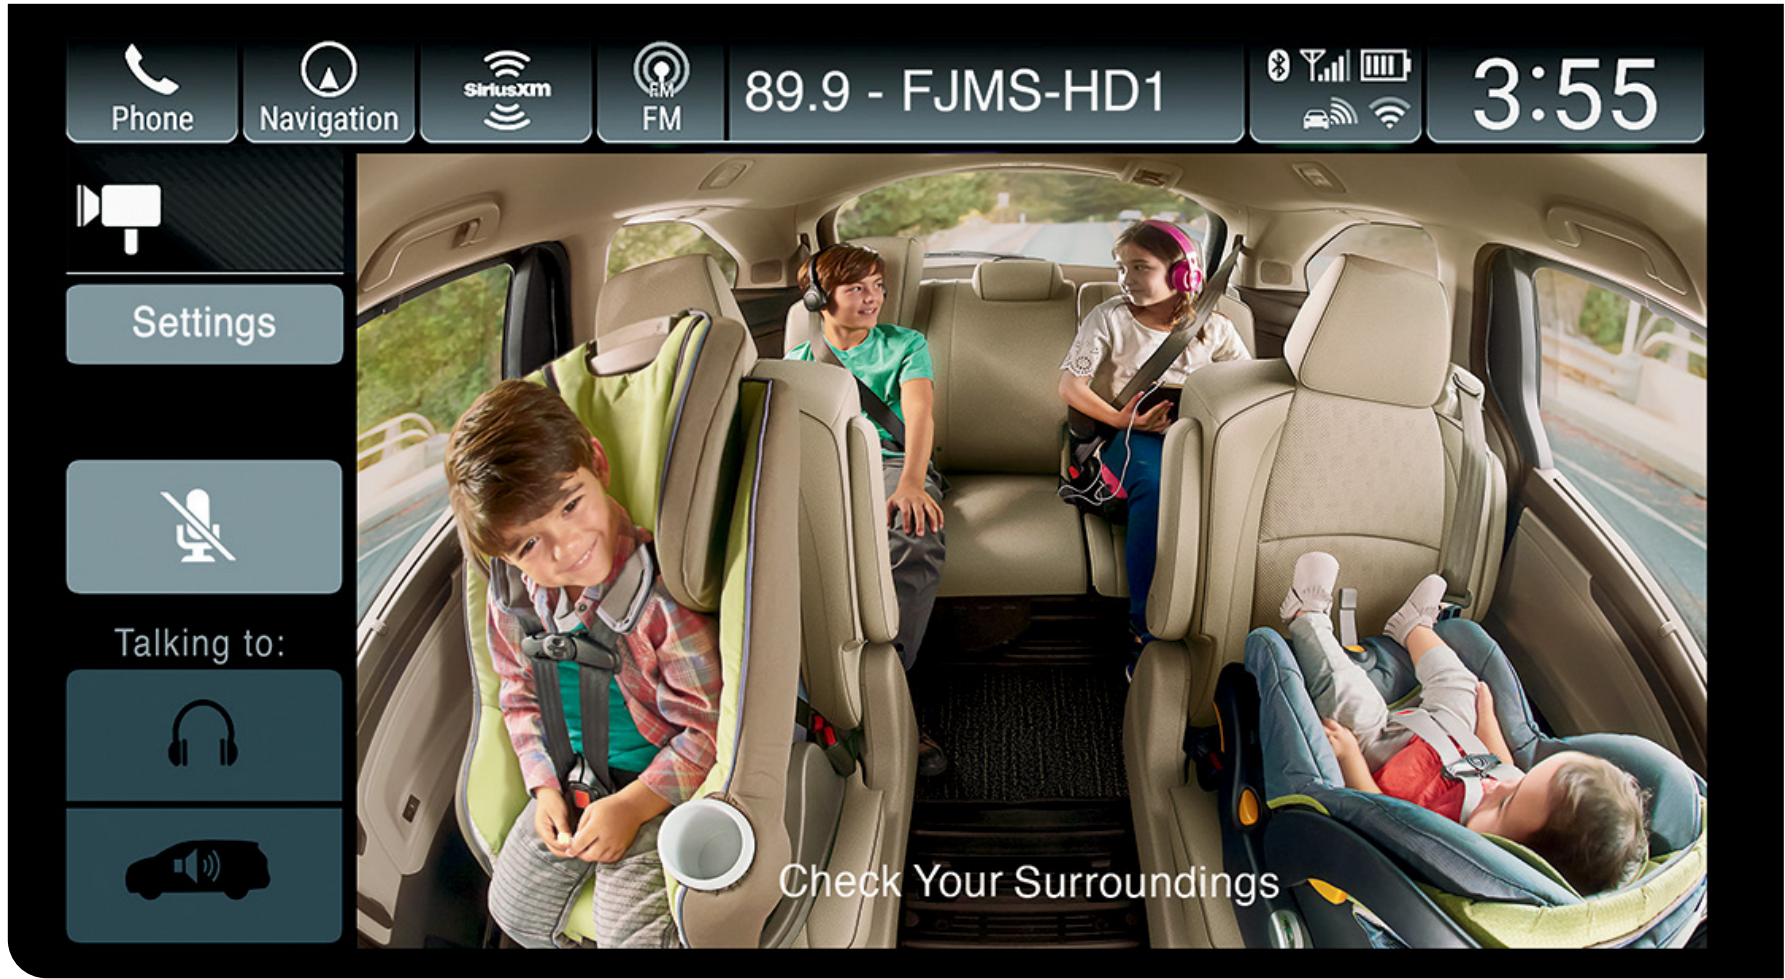 Phone
Navigation
SiriusXM
FM
FM
89.9 - FJMS-HD1
3:55
Settings
Talking to:
Check Your Surroundings